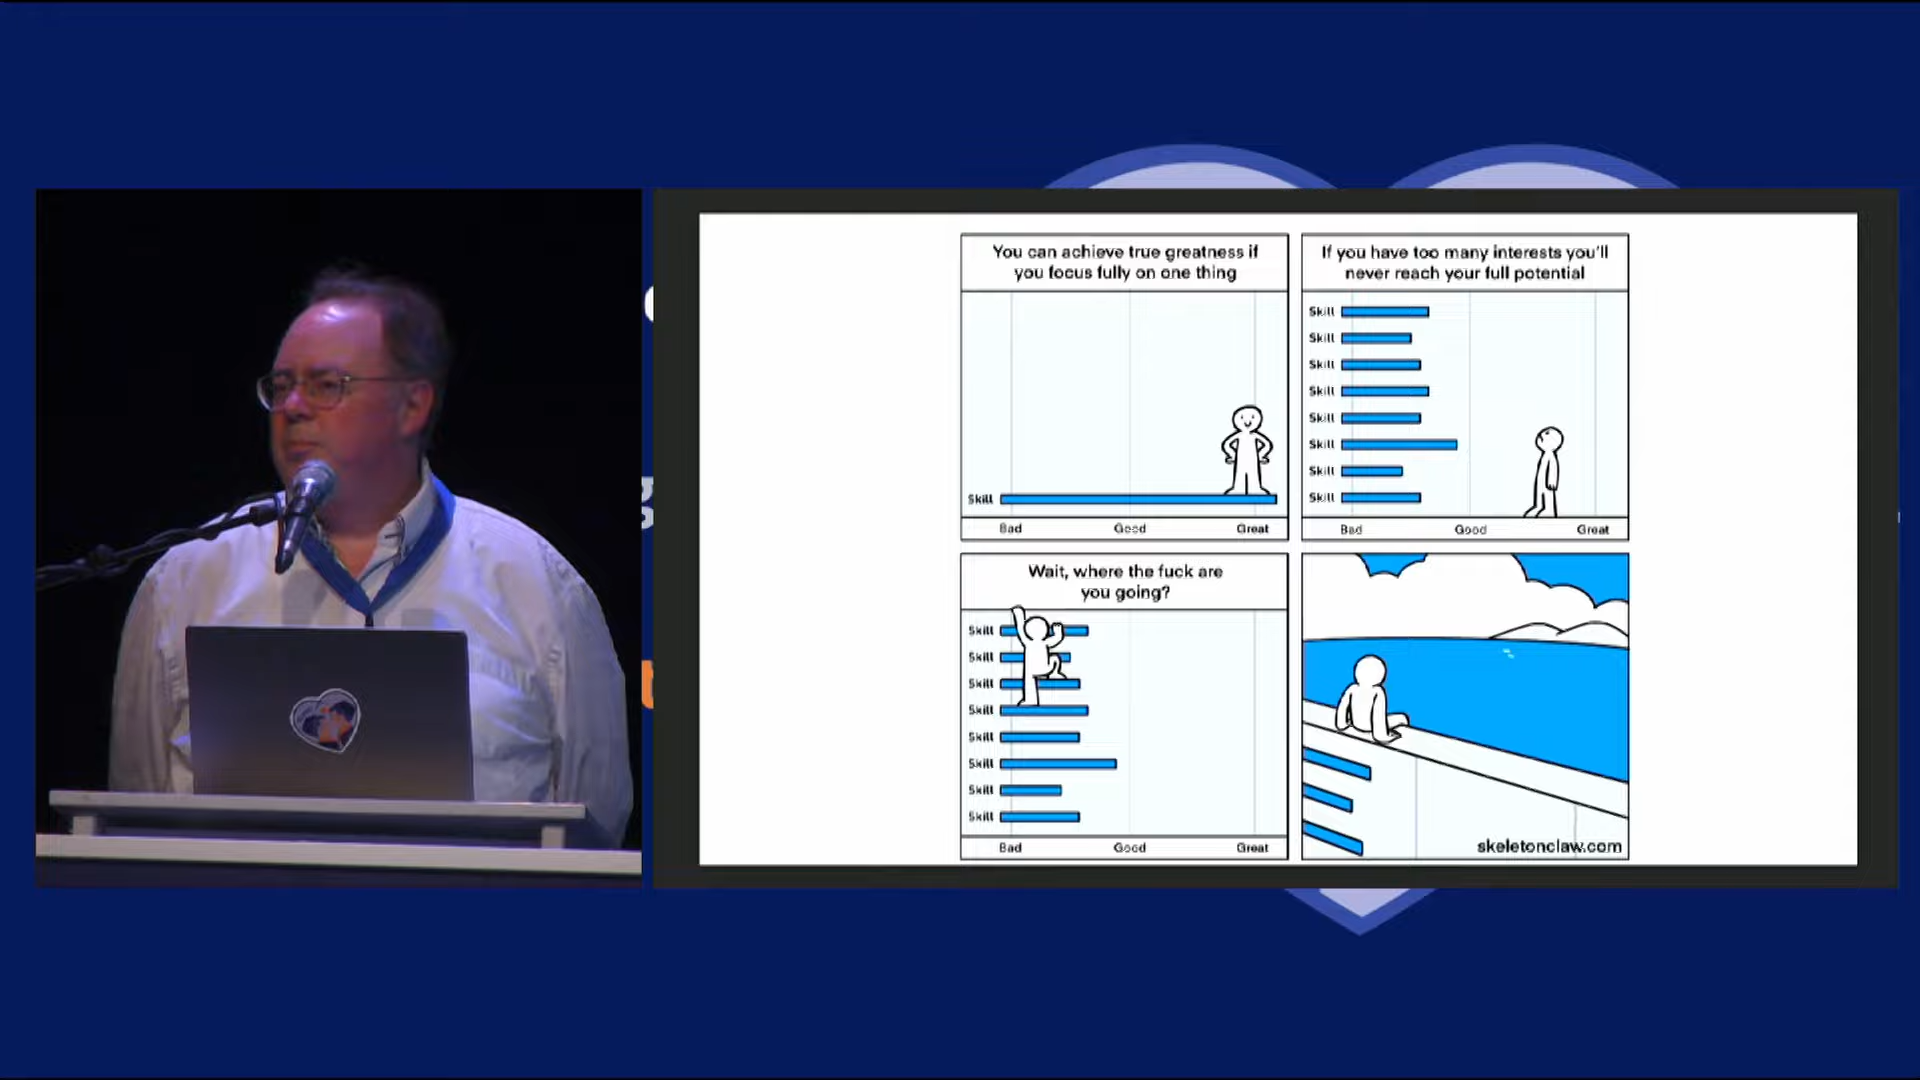 You can achieve true greatness if
you focus fully on one thing
Skill
Bad Good Great
If you have too many interests you'll
never reach your full potential
Skill
Skill
Skill
Skill
Skill
Skill
Skill
Skill
Bad Good Great
Wait, where the fuck are
you going?
Skill
Skill
Skill
Skill
Skill
Skill
Skill
Skill
Bad Good Great
skeletonclaw.com